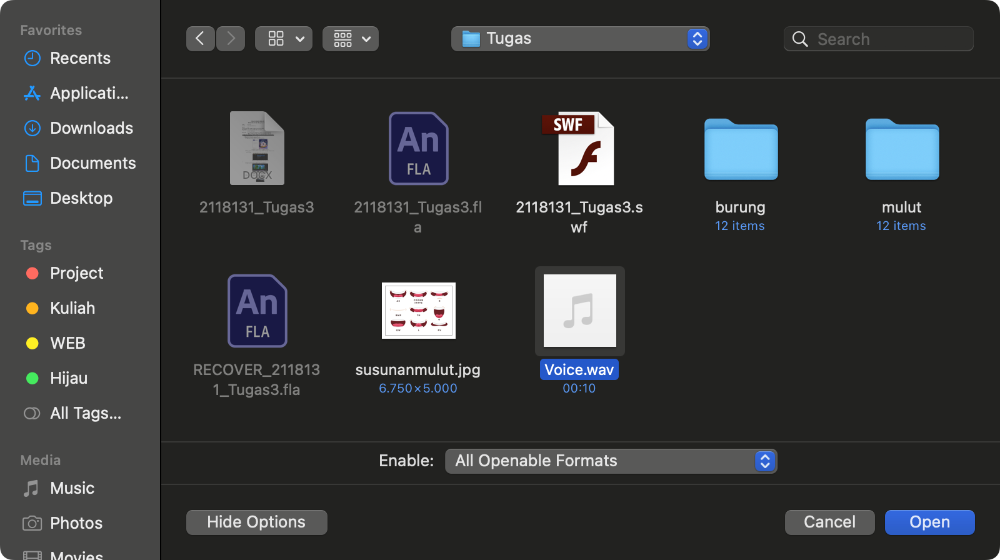 Favorites
Recents
Applicati...
Downloads
Documents
Desktop
Tags
Project
Kuliah
WEB
Hijau
All Tags...
Media
Music
Photos
Movies
Tugas
Search
DOCX
2118131_Tugas3
An
FLA
2118131_Tugas3.fl
a
SWF
2118131_Tugas3.s
wf
burung
12 items
mulut
12 items
An
FLA
RECOVER_211813
1_Tugas3.fla
susunanmulut.jpg
6.750×5.000
Voice.wav
00:10
Enable:
All Openable Formats
Hide Options
Cancel
Open